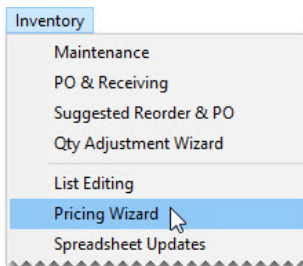 Inventory
Maintenance
PO & Receiving
Suggested Reorder & PO
Qty Adjustment Wizard
List Editing
Pricing Wizard
Spreadsheet Updates